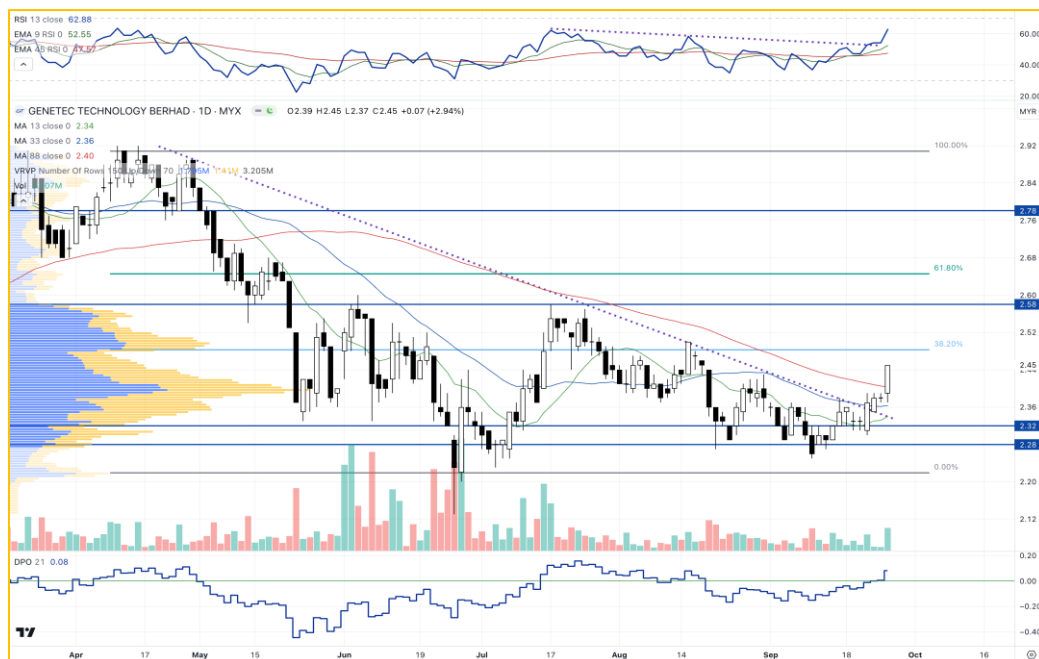 RSI 13 close 62.88
EMA 9 RSI 0 52.55
EMA 45 RSI 0 47.57
60.00
20.00
GENETEC TECHNOLOGY BERHAD · 1D · MYX O2.39 H2.45 L2.37 C2.45 +0.07 (+2.94%)
MYR
MA 13 close 0 2.34
MA 33 close 0 2.36
MA 88 close 0 2.40
VRVP Number Of Rows 150 Up/Down 70 3.205M
Vol
100.00%
61.80%
38.20%
0.00%
2.92
2.84
2.78
2.76
2.68
2.60
2.58
2.52
2.45
2.36
2.32
2.28
2.20
2.12
DPO 21 0.08
0.20
0.00
−0.20
−0.40
Apr 17 May 15 Jun 19 Jul 17 Aug 14 Sep 18 Oct 16